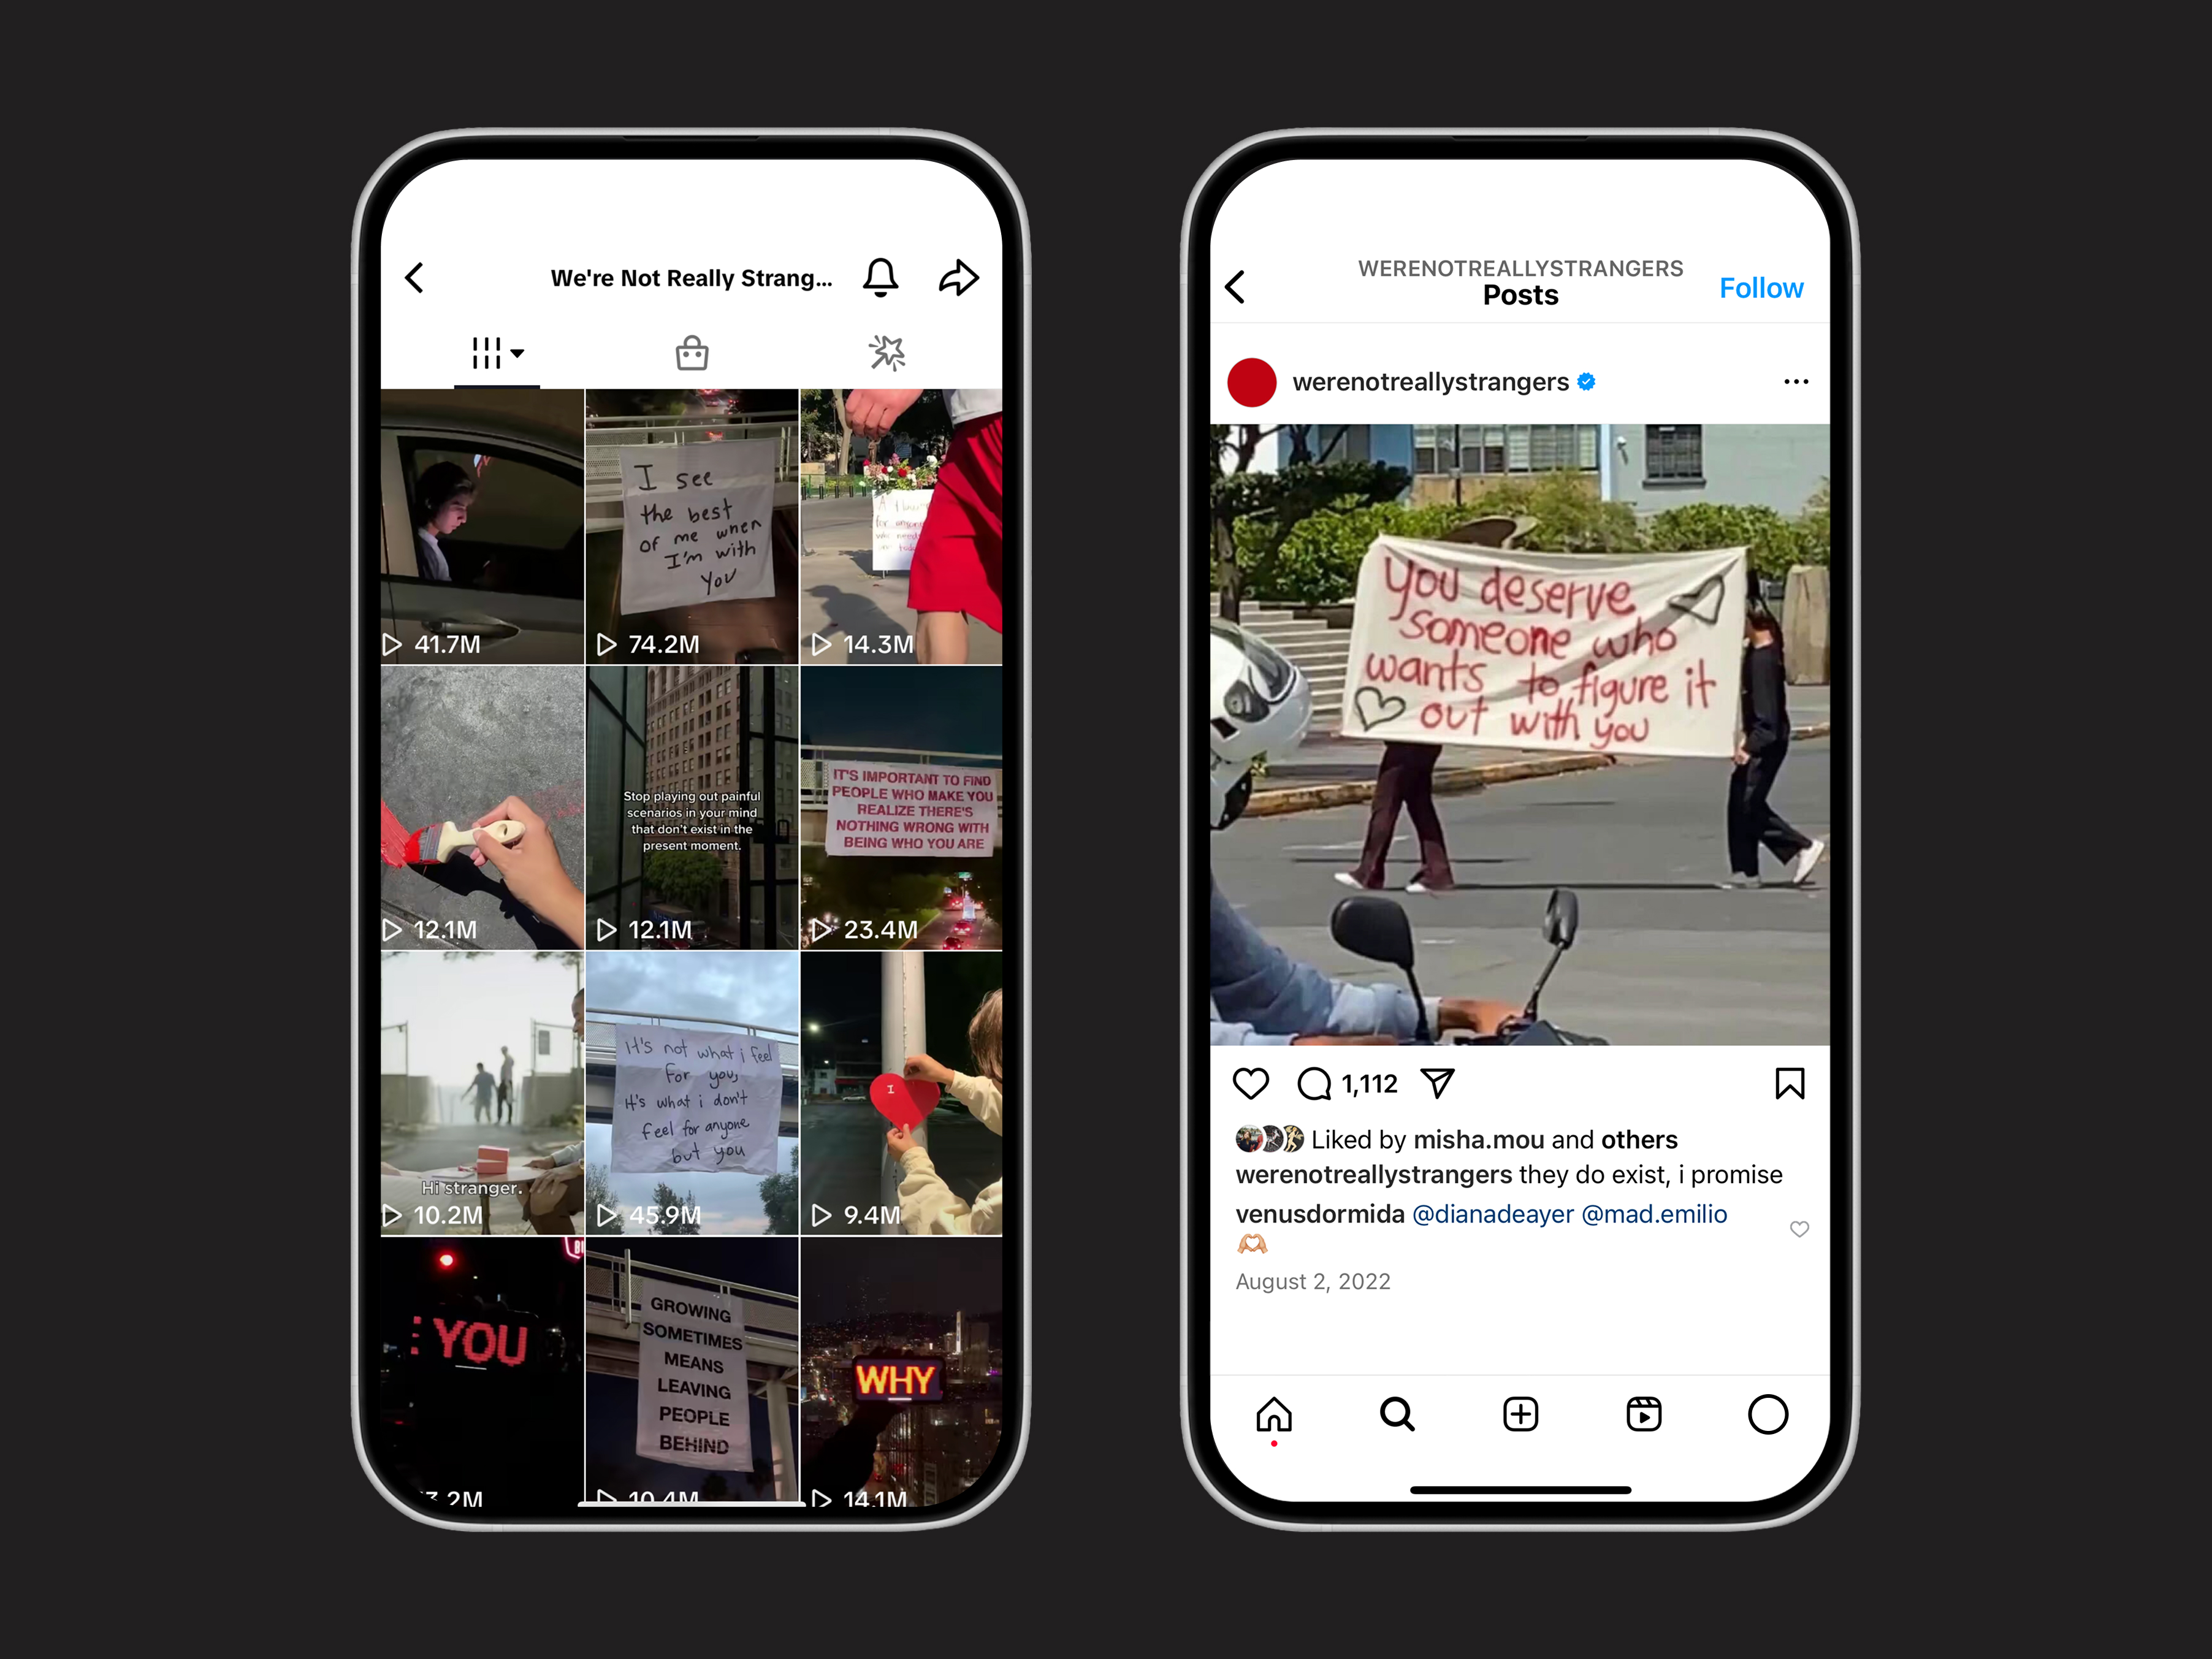 We're Not Really Strang...
I see
the best
of me when
I'm with
you
41.7M
74.2M
14.3M
Stop playing out painful
scenarios in your mind
that don't exist in the
present moment.
IT'S IMPORTANT TO FIND
PEOPLE WHO MAKE YOU
REALIZE THERE'S
NOTHING WRONG WITH
BEING WHO YOU ARE
12.1M
12.1M
23.4M
Hi stranger.
It's not what i feel
for you,
it's what i don't
feel for anyone
but you
I
10.2M
45.9M
9.4M
YOU
GROWING
SOMETIMES
MEANS
LEAVING
PEOPLE
BEHIND
WHY
10.4M
14.1M
WERENOTREALLYSTRANGERS
Posts
Follow
werenotreallystrangers
you deserve
someone who
wants to figure it
out with you
1,112
Liked by misha.mou and others
werenotreallystrangers they do exist, i promise
venusdormida @dianadeayer @mad.emilio
August 2, 2022